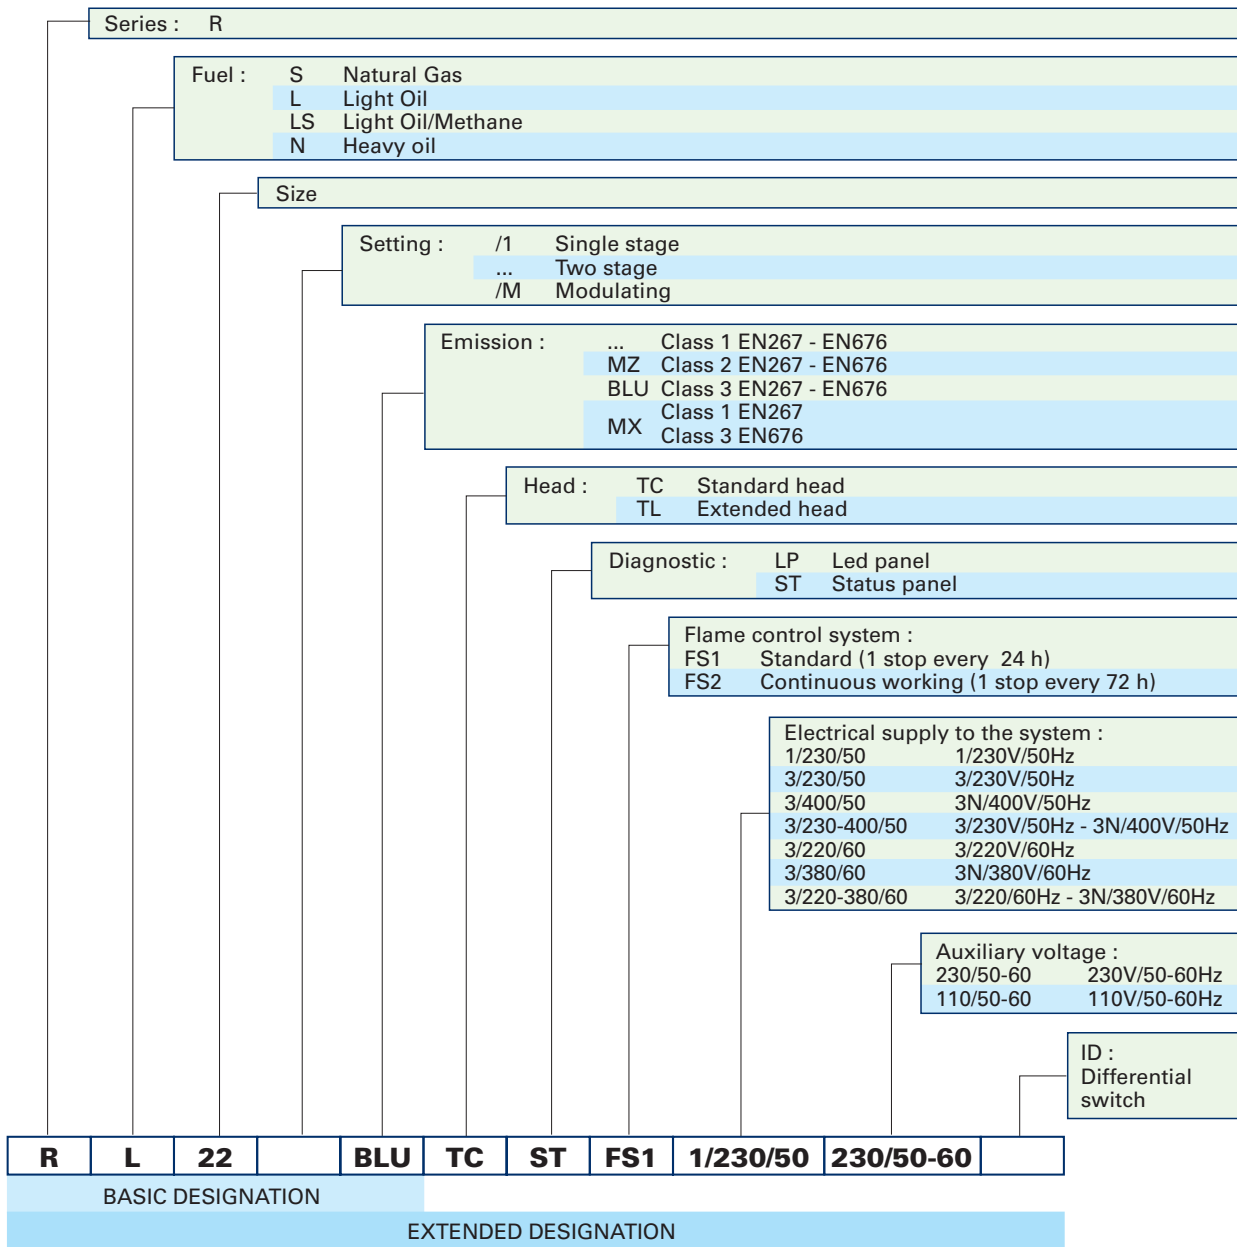 Series : R
Fuel : S Natural Gas
L Light Oil
LS Light Oil/Methane
N Heavy oil
Size
Setting : /1 Single stage
... Two stage
/M Modulating
Emission : ... Class 1 EN267 - EN676
MZ Class 2 EN267 - EN676
BLU Class 3 EN267 - EN676
MX Class 1 EN267
Class 3 EN676
Head : TC Standard head
TL Extended head
Diagnostic : LP Led panel
ST Status panel
Flame control system :
FS1 Standard (1 stop every 24 h)
FS2 Continuous working (1 stop every 72 h)
Electrical supply to the system :
1/230/50 1/230V/50Hz
3/230/50 3/230V/50Hz
3/400/50 3N/400V/50Hz
3/230-400/50 3/230V/50Hz - 3N/400V/50Hz
3/220/60 3/220V/60Hz
3/380/60 3N/380V/60Hz
3/220-380/60 3/220/60Hz - 3N/380V/60Hz
Auxiliary voltage :
230/50-60 230V/50-60Hz
110/50-60 110V/50-60Hz
ID :
Differential
switch
R L 22 BLU TC ST FS1 1/230/50 230/50-60
BASIC DESIGNATION
EXTENDED DESIGNATION